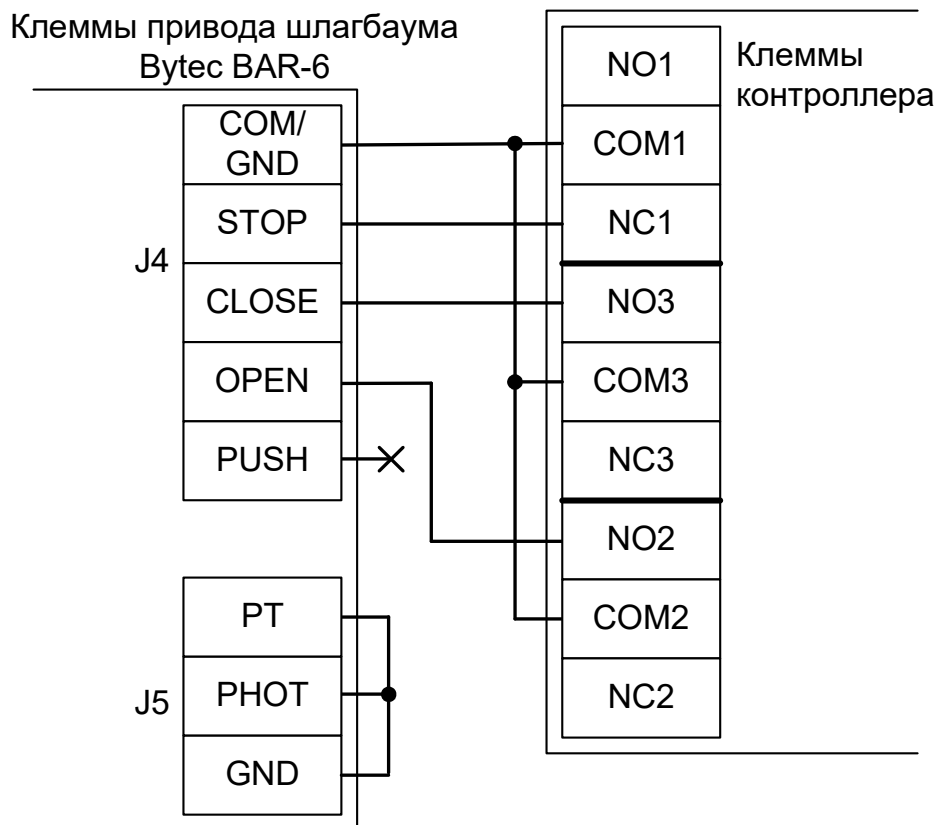 Клеммы привода шлагбаума
Bytec BAR-6
COM/
GND
STOP
J4
CLOSE
OPEN
PUSH
PT
J5
PHOT
GND
Клеммы
контроллера
NO1
COM1
NC1
NO3
COM3
NC3
NO2
COM2
NC2